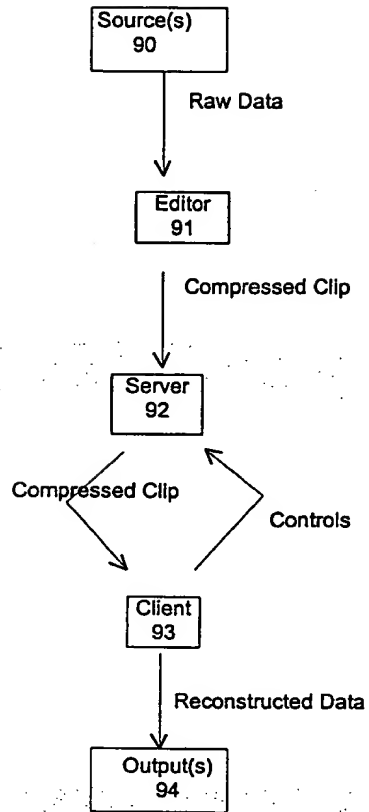 Source(s)
90
Raw Data
Editor
91
Compressed Clip
Server
92
Compressed Clip
Controls
Client
93
Reconstructed Data
Output(s)
94